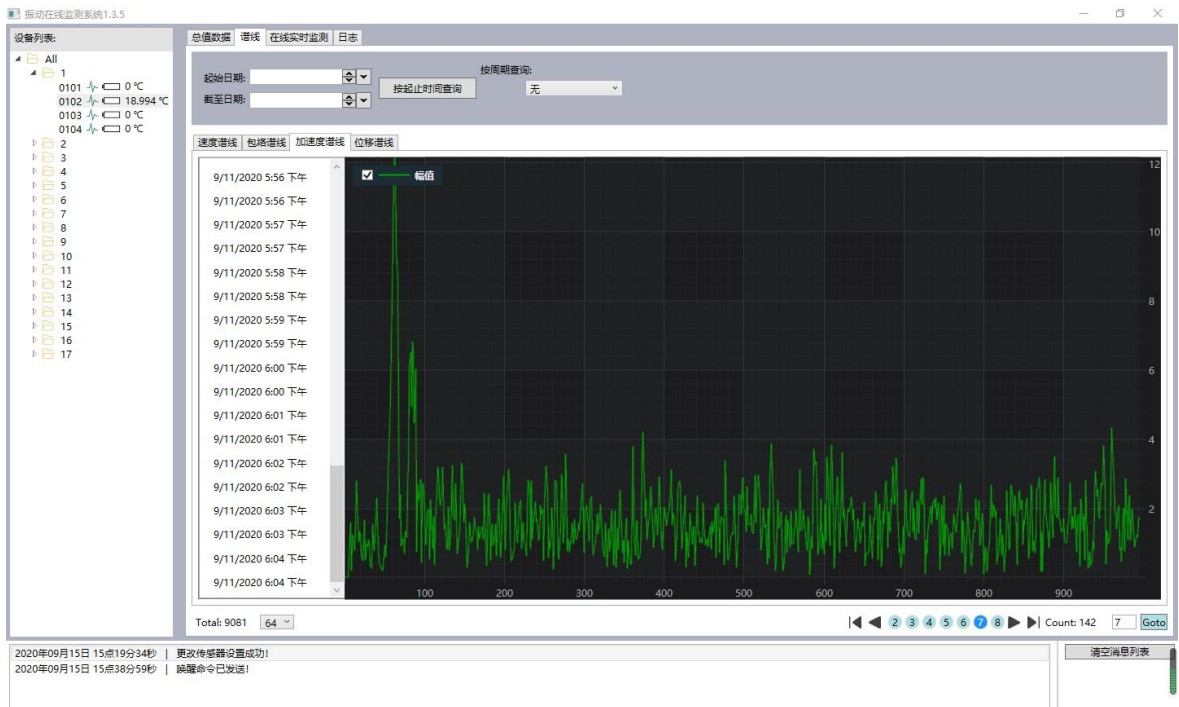 振动在线监测系统1.3.5
设备列表:
All
1
0101 0 ℃
0102 18.994 ℃
0103 0 ℃
0104 0 ℃
2
3
4
5
6
7
8
9
10
11
12
13
14
15
16
17
总值数据 谱线 在线实时监测 日志
起始日期:
截至日期:
按起止时间查询
按周期查询:
无
速度谱线 包络谱线 加速度谱线 位移谱线
9/11/2020 5:56 下午
9/11/2020 5:56 下午
9/11/2020 5:57 下午
9/11/2020 5:57 下午
9/11/2020 5:58 下午
9/11/2020 5:58 下午
9/11/2020 5:59 下午
9/11/2020 5:59 下午
9/11/2020 6:00 下午
9/11/2020 6:00 下午
9/11/2020 6:01 下午
9/11/2020 6:01 下午
9/11/2020 6:02 下午
9/11/2020 6:02 下午
9/11/2020 6:03 下午
9/11/2020 6:03 下午
9/11/2020 6:04 下午
9/11/2020 6:04 下午
幅值
12
10
8
6
4
2
100 200 300 400 500 600 700 800 900
Total: 9081 64
2 3 4 5 6 7 8 Count: 142 7 Goto
2020年09月15日 15点19分34秒 | 更改传感器设置成功!
2020年09月15日 15点38分59秒 | 唤醒命令已发送!
清空消息列表